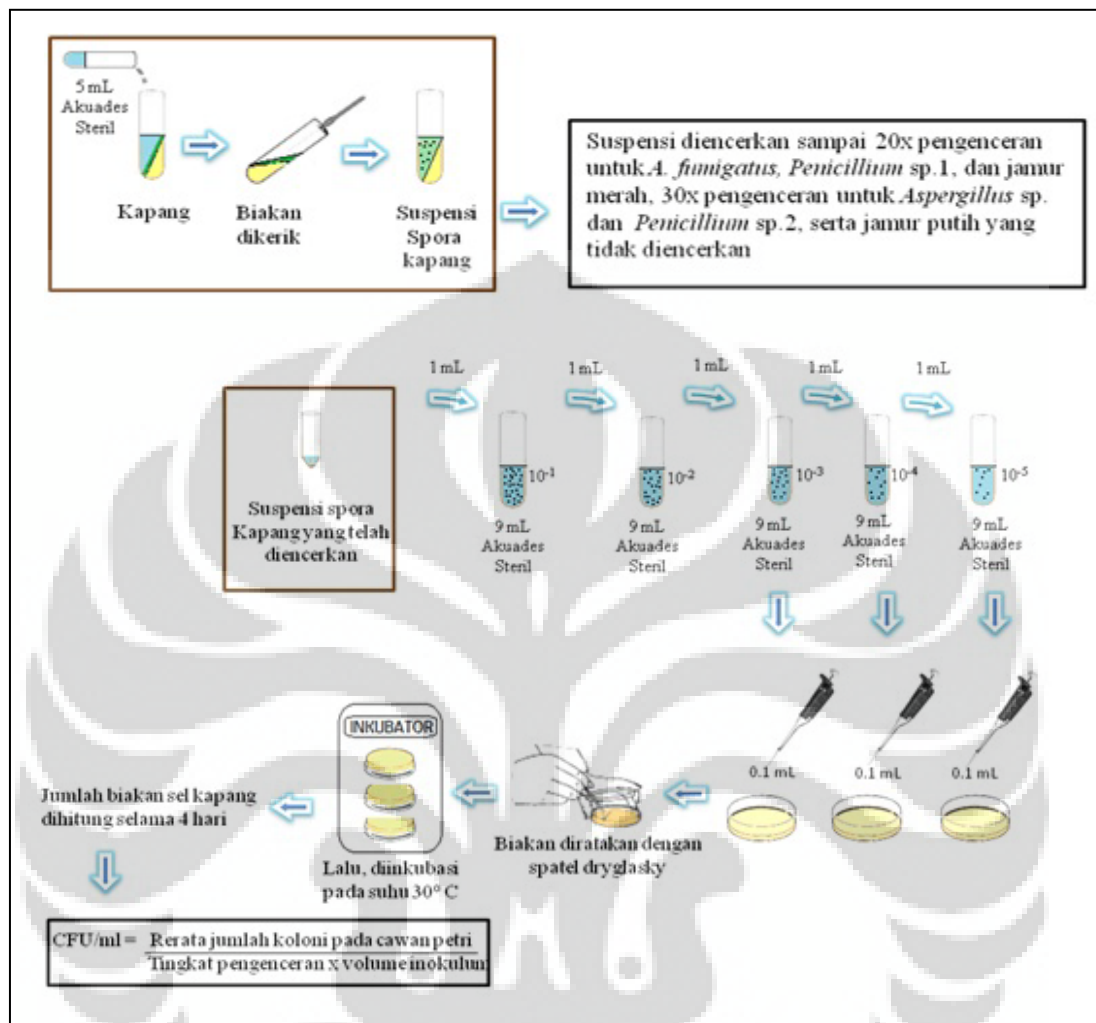 5 mL
Akuades
Steril
Kapang
Biakan
dikerik
Suspensi
Spora
kapang
Suspensi diencerkan sampai 20x pengenceran
untuk A. fumigatus, Penicillium sp.1, dan jamur
merah, 30x pengenceran untuk Aspergillus sp.
dan Penicillium sp.2, serta jamur putih yang
tidak diencerkan
1 mL
1 mL
1 mL
1 mL
1 mL
Suspensi spora
Kapang yang telah
diencerkan
10-1
9 mL
Akuades
Steril
10-2
9 mL
Akuades
Steril
10-3
9 mL
Akuades
Steril
10-4
9 mL
Akuades
Steril
10-5
9 mL
Akuades
Steril
0.1 mL
0.1 mL
0.1 mL
Biakan diratakan dengan
spatel dryglasky
INKUBATOR
Lalu, diinkubasi
pada suhu 30° C
Jumlah biakan sel kapang
dihitung selama 4 hari
CFU/ml = Rerata jumlah koloni pada cawan petri
Tingkat pengenceran x volume inokulum